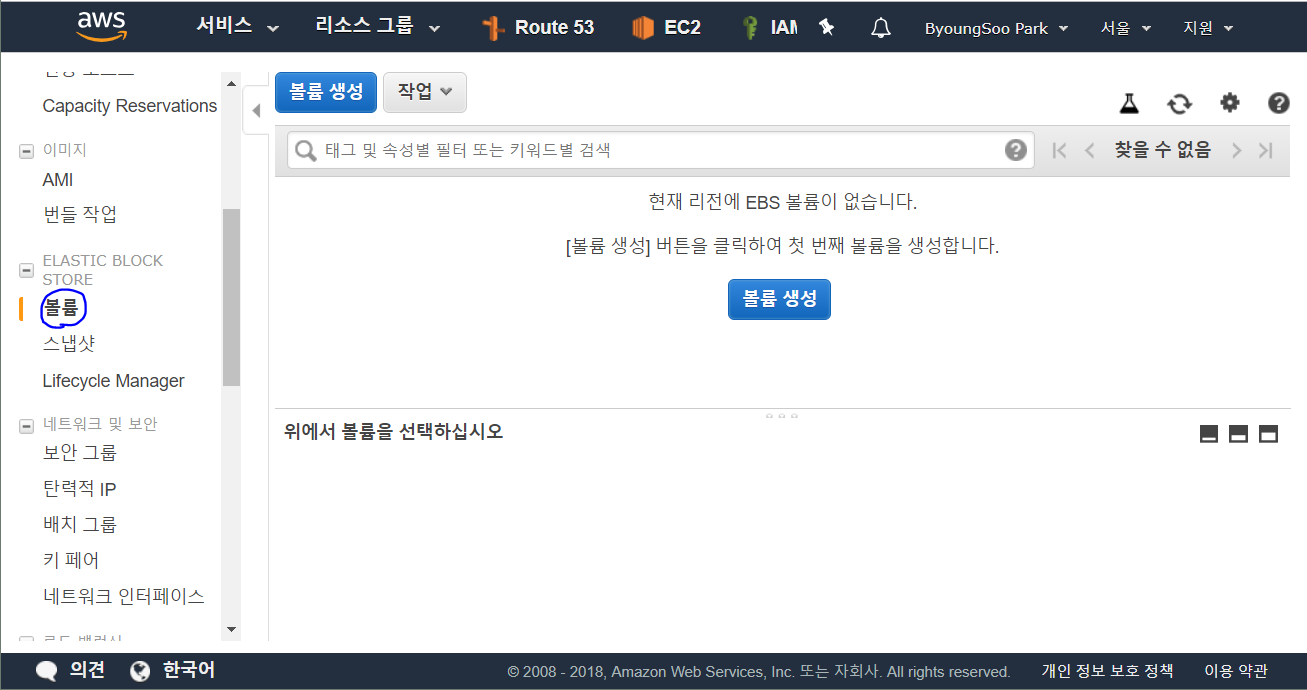 aws 서비스 리소스 그룹 Route 53 EC2 IAM ByoungSoo Park 서울 지원
Capacity Reservations
이미지
AMI
번들 작업
ELASTIC BLOCK
STORE
볼륨
스냅샷
Lifecycle Manager
네트워크 및 보안
보안 그룹
탄력적 IP
배치 그룹
키 페어
네트워크 인터페이스
볼륨 생성 작업
태그 및 속성별 필터 또는 키워드별 검색 찾을 수 없음
현재 리전에 EBS 볼륨이 없습니다.
[볼륨 생성] 버튼을 클릭하여 첫 번째 볼륨을 생성합니다.
볼륨 생성
위에서 볼륨을 선택하십시오
의견 한국어 © 2008 - 2018, Amazon Web Services, Inc. 또는 자회사. All rights reserved. 개인 정보 보호 정책 이용 약관